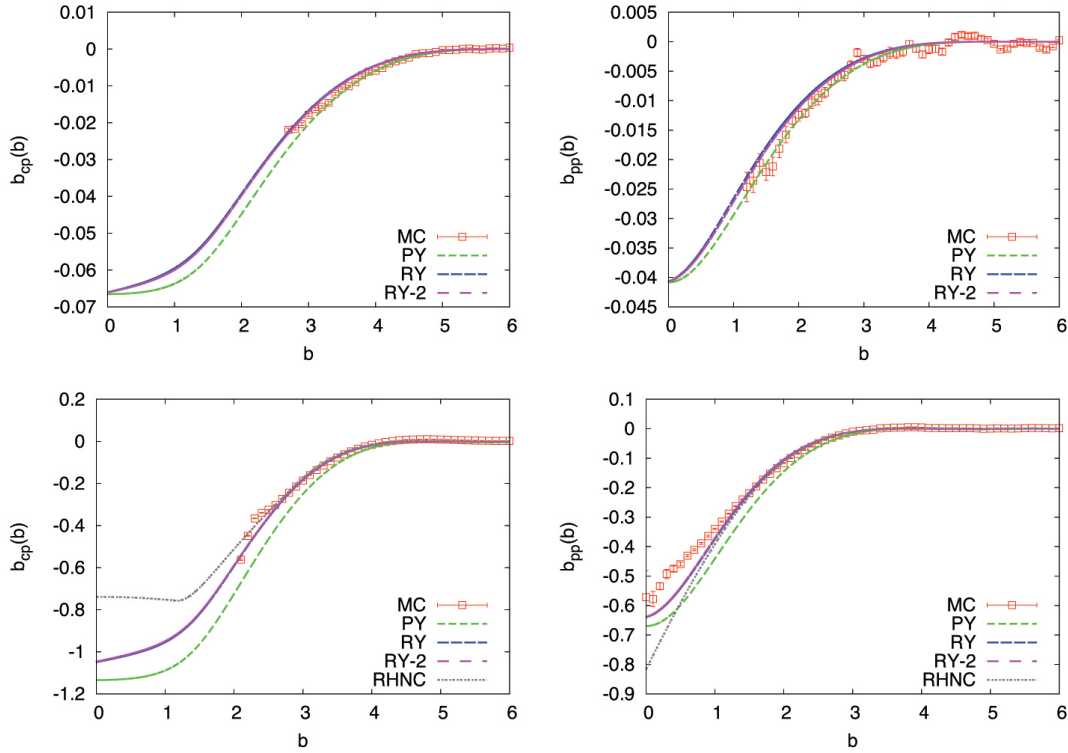 0.01
0
-0.01
-0.02
-0.03
-0.04
-0.05
-0.06
-0.07
b_cp(b)
MC
PY
RY
RY-2
0 1 2 3 4 5 6
b
0.005
0
-0.005
-0.01
-0.015
-0.02
-0.025
-0.03
-0.035
-0.04
-0.045
b_pp(b)
MC
PY
RY
RY-2
0 1 2 3 4 5 6
b
0.2
0
-0.2
-0.4
-0.6
-0.8
-1
-1.2
b_cp(b)
MC
PY
RY
RY-2
RHNC
0 1 2 3 4 5 6
b
0.1
0
-0.1
-0.2
-0.3
-0.4
-0.5
-0.6
-0.7
-0.8
-0.9
b_pp(b)
MC
PY
RY
RY-2
RHNC
0 1 2 3 4 5 6
b